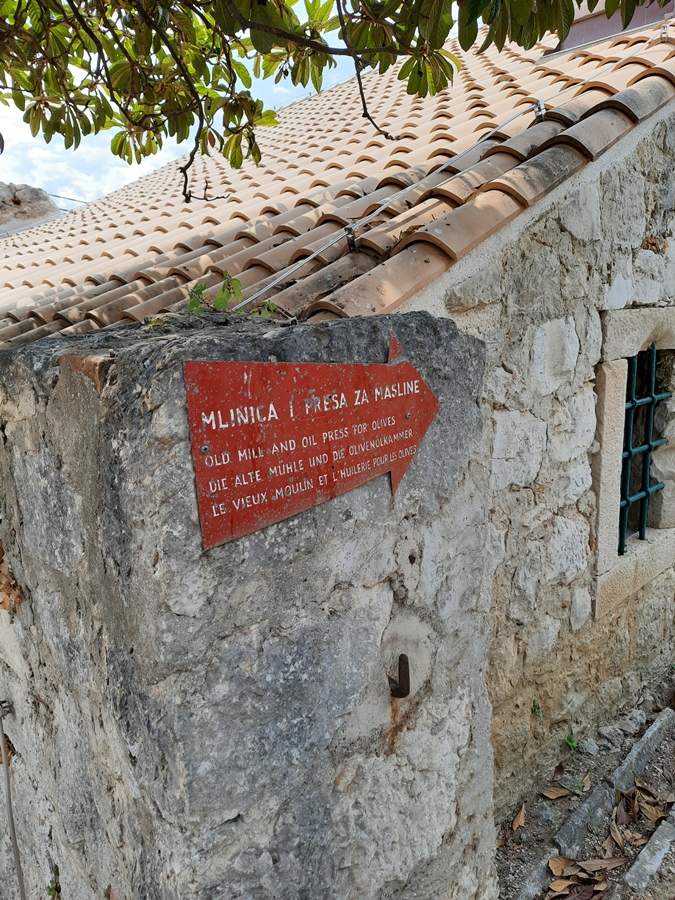 MLINICA I PRESA ZA MASLINE
OLD MILL AND OIL PRESS FOR OLIVES
DIE ALTE MÜHLE UND DIE OLIVENÖLKAMMER
LE VIEUX MOULIN ET L'HUILERIE POUR LES OLIVES